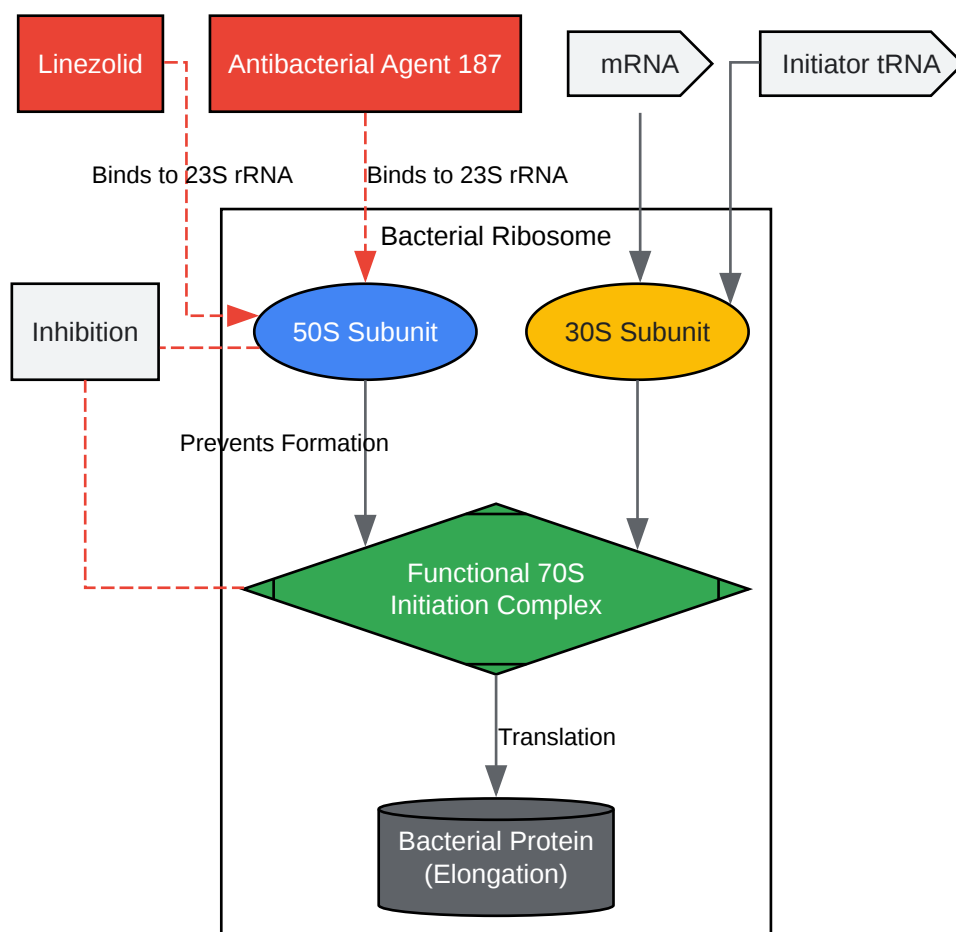 Linezolid
Antibacterial Agent 187
mRNA
Initiator tRNA
Binds to 23S rRNA
Binds to 23S rRNA
Bacterial Ribosome
Inhibition
50S Subunit
30S Subunit
Prevents Formation
Functional 70S
Initiation Complex
Translation
Bacterial Protein
(Elongation)